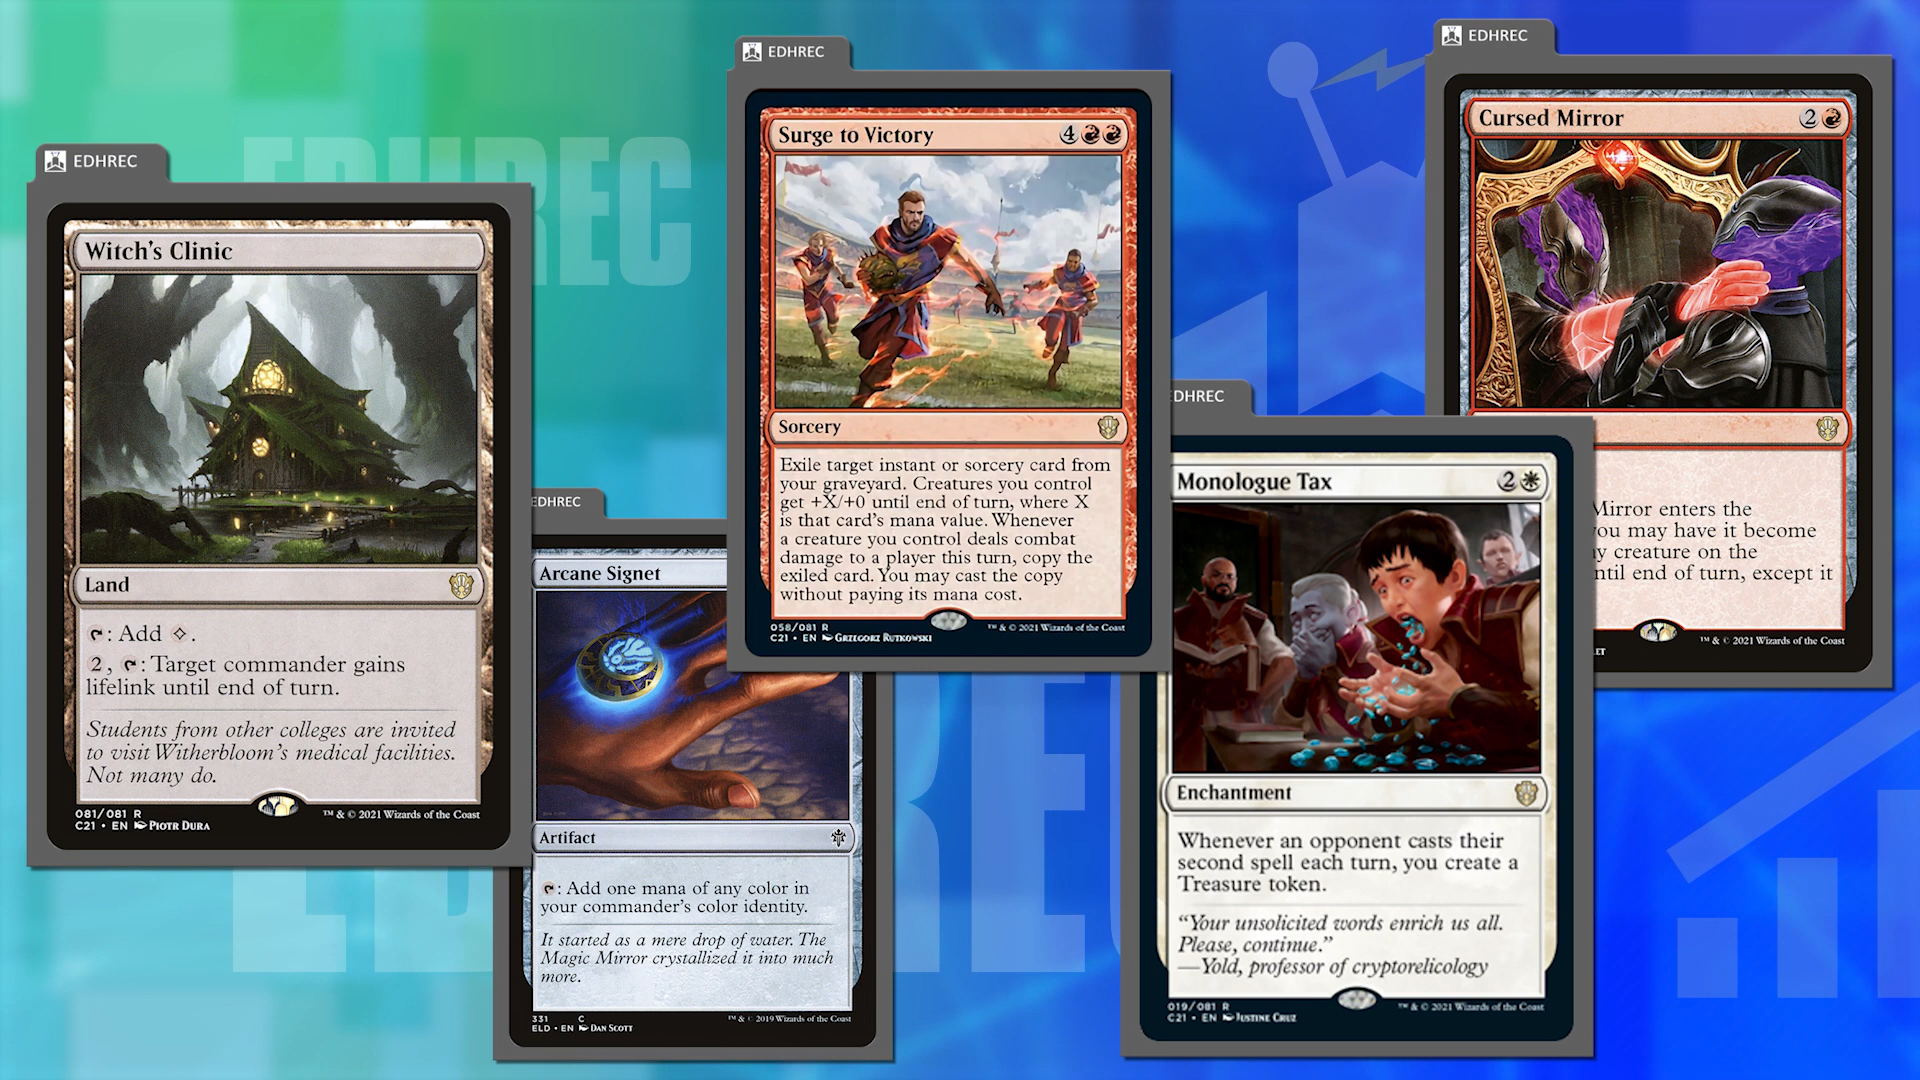 EDHREC
Witch's Clinic
Land
: Add .
2, : Target commander gains
lifelink until end of turn.
Students from other colleges are invited
to visit Witherbloom's medical facilities.
Not many do.
081/081 R
C21 • EN Piotr Dura
™ & © 2021 Wizards of the Coast
EDHREC
Arcane Signet
Artifact
: Add one mana of any color in
your commander's color identity.
It started as a mere drop of water. The
Magic Mirror crystallized it into much
more.
331 C
ELD • EN Dan Scott
™ & © 2019 Wizards of the Coast
EDHREC
Surge to Victory 4
Sorcery
Exile target instant or sorcery card from
your graveyard. Creatures you control
get +X/+0 until end of turn, where X
is that card's mana value. Whenever
a creature you control deals combat
damage to a player this turn, copy the
exiled card. You may cast the copy
without paying its mana cost.
058/081 R
C21 • EN Grzegorz Rutkowski
™ & © 2021 Wizards of the Coast
DHREC
Monologue Tax 2
Enchantment
Whenever an opponent casts their
second spell each turn, you create a
Treasure token.
“Your unsolicited words enrich us all.
Please, continue.”
—Yold, professor of cryptorelicology
019/081 R
C21 • EN Justine Cruz
™ & © 2021 Wizards of the Coast
EDHREC
Cursed Mirror 2
Mirror enters the
you may have it become
y creature on the
ntil end of turn, except it
™ & © 2021 Wizards of the Coast
EDHREC